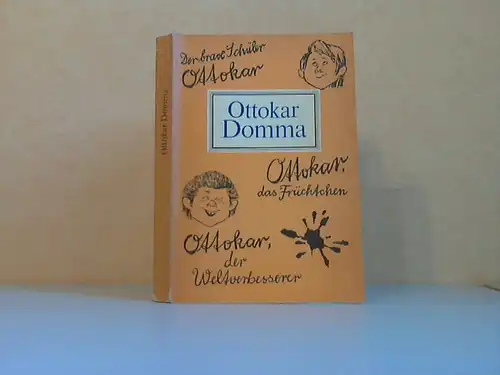 Der brave Schüler
Ottokar
Ottokar
Domma
Ottokar,
das Früchtchen
Ottokar,
der
Weltverbesserer
Ottokar Domma